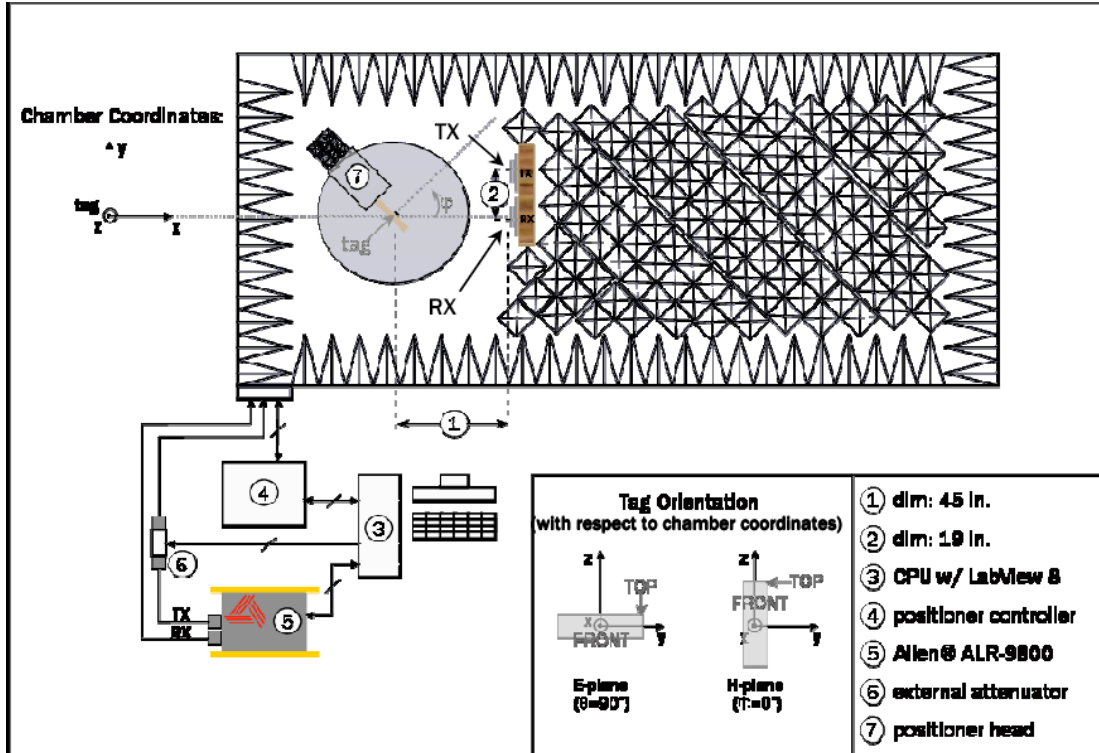 Chamber Coordinates:
y
tag
z
x
TX
7
2
TX
φ
RX
tag
RX
1
4
3
6
TX
RX
5
Tag Orientation
(with respect to chamber coordinates)
z
TOP
x
y
FRONT
E-plane
z
TOP
FRONT
x
y
H-plane
1 dim: 45 in.
2 dim: 19 in.
3 CPU w/ LabView 8
4 positioner controller
5 Alien® ALR-9800
6 external attenuator
7 positioner head